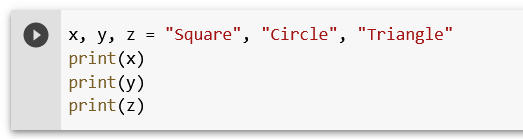 x, y, z = "Square", "Circle", "Triangle"
print(x)
print(y)
print(z)